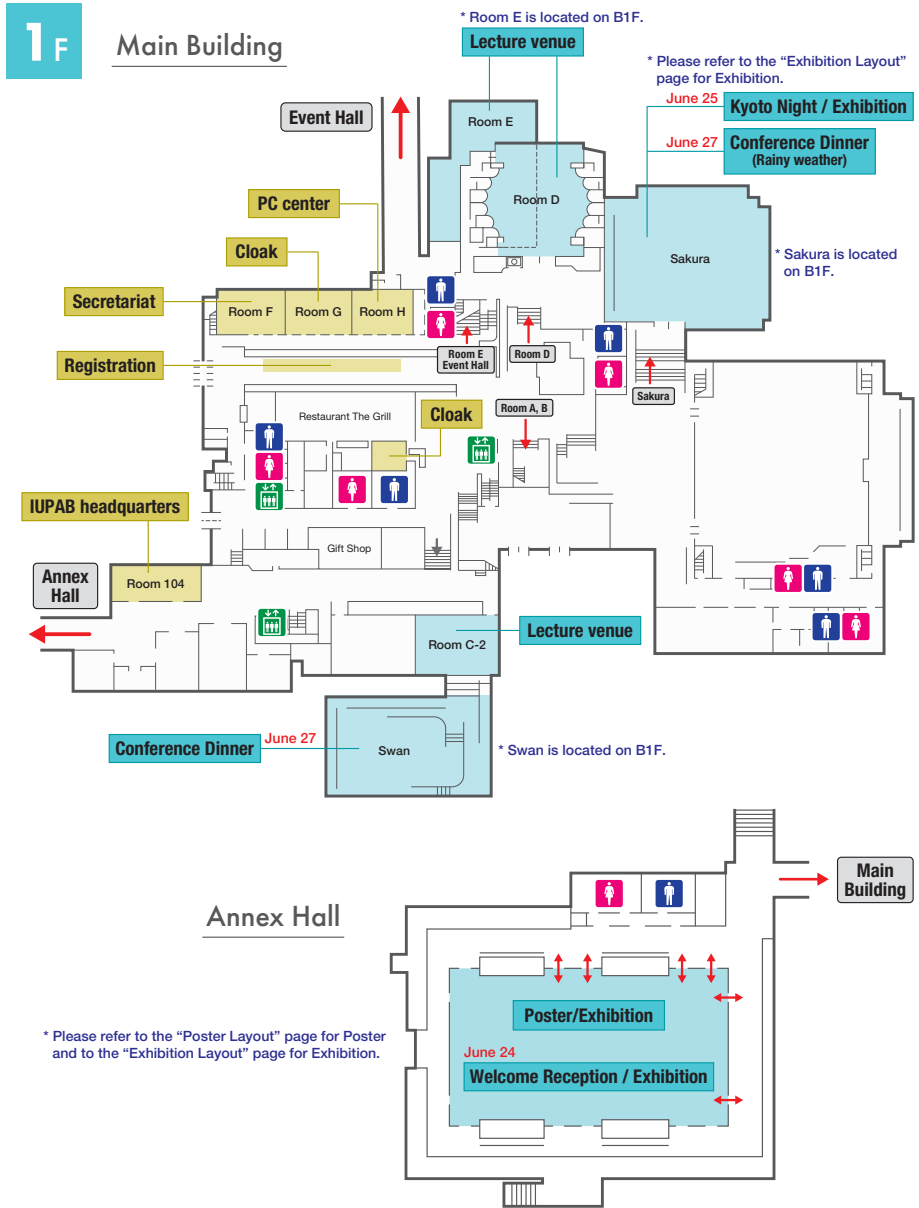 1F
Main Building
* Room E is located on B1F.
Lecture venue
* Please refer to the “Exhibition Layout”
page for Exhibition.
June 25
Kyoto Night / Exhibition
June 27
Conference Dinner
(Rainy weather)
Event Hall
Room E
PC center
Room D
Cloak
Sakura
* Sakura is located
on B1F.
Secretariat
Room F
Room G
Room H
Room E
Event Hall
Room D
Registration
Sakura
Restaurant The Grill
Cloak
Room A, B
IUPAB headquarters
Gift Shop
Annex
Hall
Room 104
Lecture venue
Room C-2
Conference Dinner
June 27
Swan
* Swan is located on B1F.
Main
Building
Annex Hall
Poster/Exhibition
* Please refer to the “Poster Layout” page for Poster
and to the “Exhibition Layout” page for Exhibition.
June 24
Welcome Reception / Exhibition